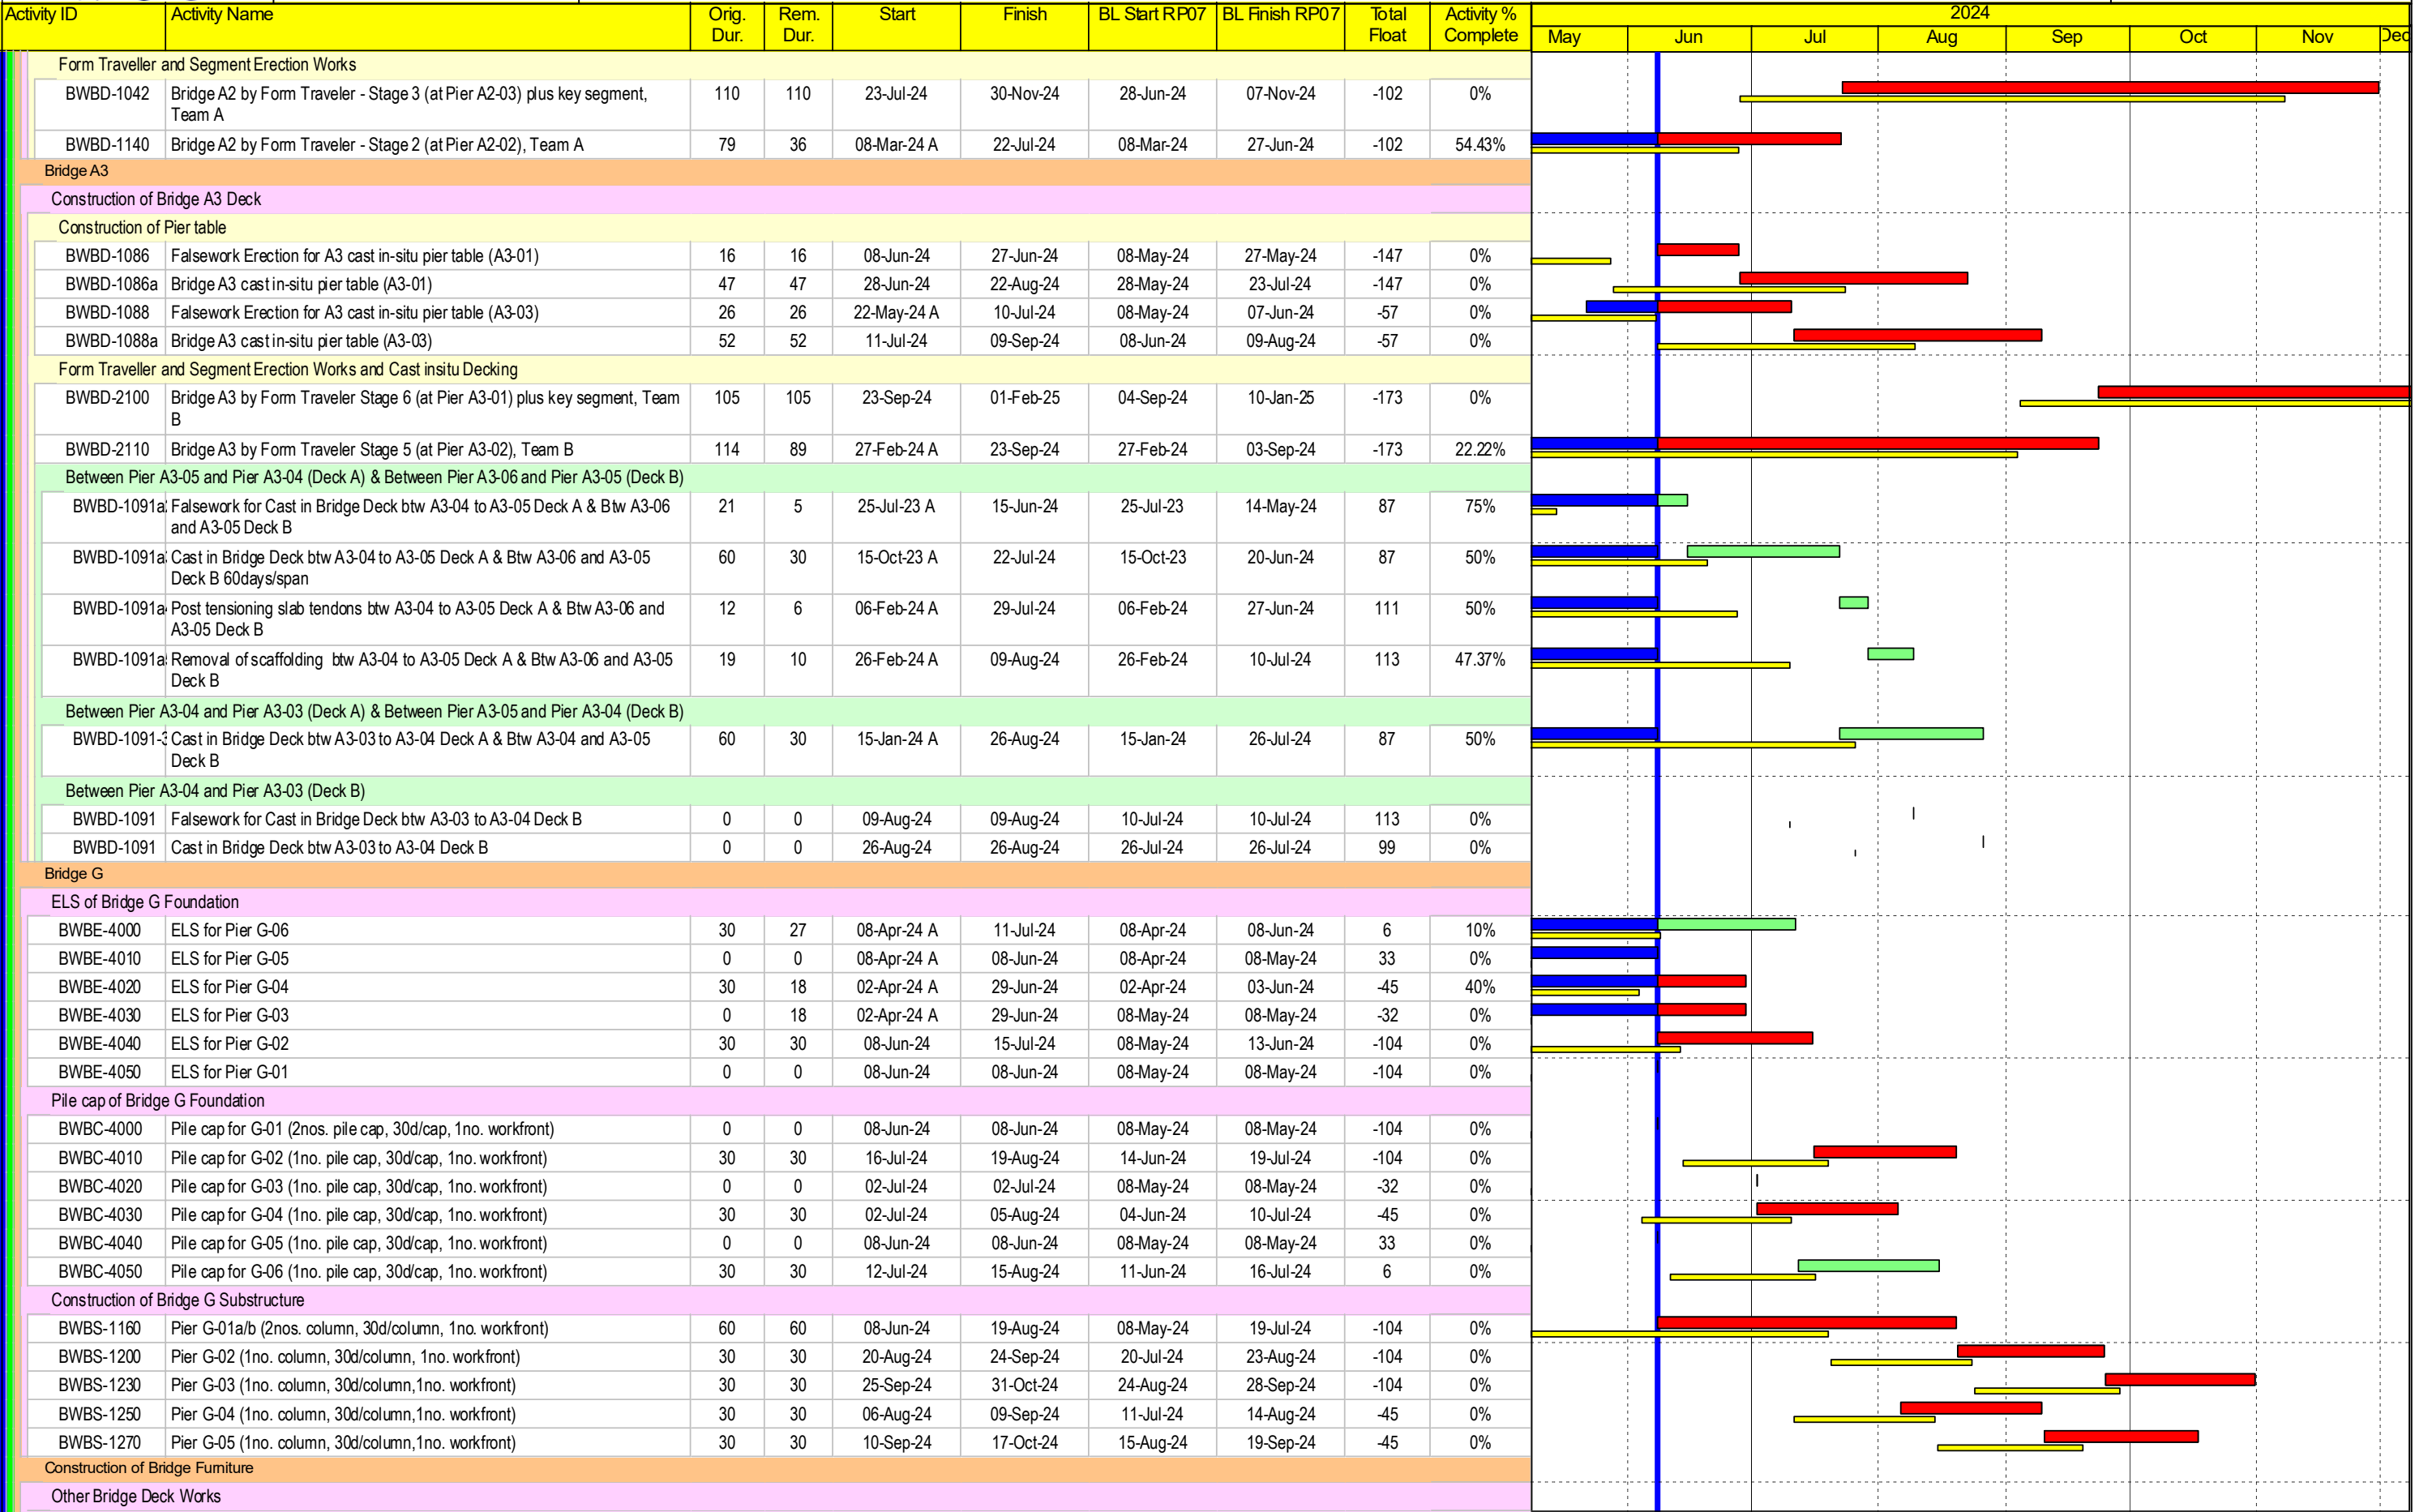 Activity ID Activity Name Orig. Dur. Rem. Dur. Start Finish BL Start RP07 BL Finish RP07 Total Float Activity % Complete 2024
May Jun Jul Aug Sep Oct Nov Dec
Form Traveller and Segment Erection Works
BWBD-1042 Bridge A2 by Form Traveler - Stage 3 (at Pier A2-03) plus key segment, 110 110 23-Jul-24 30-Nov-24 28-Jun-24 07-Nov-24 -102 0%
Team A
BWBD-1140 Bridge A2 by Form Traveler - Stage 2 (at Pier A2-02), Team A 79 36 08-Mar-24 A 22-Jul-24 08-Mar-24 27-Jun-24 -102 54.43%
Bridge A3
Construction of Bridge A3 Deck
Construction of Pier table
BWBD-1086 Falsework Erection for A3 cast in-situ pier table (A3-01) 16 16 08-Jun-24 27-Jun-24 08-May-24 27-May-24 -147 0%
BWBD-1086a Bridge A3 cast in-situ pier table (A3-01) 47 47 28-Jun-24 22-Aug-24 28-May-24 23-Jul-24 -147 0%
BWBD-1088 Falsework Erection for A3 cast in-situ pier table (A3-03) 26 26 22-May-24 A 10-Jul-24 08-May-24 07-Jun-24 -57 0%
BWBD-1088a Bridge A3 cast in-situ pier table (A3-03) 52 52 11-Jul-24 09-Sep-24 08-Jun-24 09-Aug-24 -57 0%
Form Traveller and Segment Erection Works and Cast insitu Decking
BWBD-2100 Bridge A3 by Form Traveler Stage 6 (at Pier A3-01) plus key segment, Team 105 105 23-Sep-24 01-Feb-25 04-Sep-24 10-Jan-25 -173 0%
B
BWBD-2110 Bridge A3 by Form Traveler Stage 5 (at Pier A3-02), Team B 114 89 27-Feb-24 A 23-Sep-24 27-Feb-24 03-Sep-24 -173 22.22%
Between Pier A3-05 and Pier A3-04 (Deck A) & Between Pier A3-06 and Pier A3-05 (Deck B)
BWBD-1091a Falsework for Cast in Bridge Deck btw A3-04 to A3-05 Deck A & Btw A3-06 21 5 25-Jul-23 A 15-Jun-24 25-Jul-23 14-May-24 87 75%
and A3-05 Deck B
BWBD-1091a Cast in Bridge Deck btw A3-04 to A3-05 Deck A & Btw A3-06 and A3-05 60 30 15-Oct-23 A 22-Jul-24 15-Oct-23 20-Jun-24 87 50%
Deck B 60days/span
BWBD-1091a Post tensioning slab tendons btw A3-04 to A3-05 Deck A & Btw A3-06 and 12 6 06-Feb-24 A 29-Jul-24 06-Feb-24 27-Jun-24 111 50%
A3-05 Deck B
BWBD-1091a Removal of scaffolding btw A3-04 to A3-05 Deck A & Btw A3-06 and A3-05 19 10 26-Feb-24 A 09-Aug-24 26-Feb-24 10-Jul-24 113 47.37%
Deck B
Between Pier A3-04 and Pier A3-03 (Deck A) & Between Pier A3-05 and Pier A3-04 (Deck B)
BWBD-1091-3 Cast in Bridge Deck btw A3-03 to A3-04 Deck A & Btw A3-04 and A3-05 60 30 15-Jan-24 A 26-Aug-24 15-Jan-24 26-Jul-24 87 50%
Deck B
Between Pier A3-04 and Pier A3-03 (Deck B)
BWBD-1091 Falsework for Cast in Bridge Deck btw A3-03 to A3-04 Deck B 0 0 09-Aug-24 09-Aug-24 10-Jul-24 10-Jul-24 113 0%
BWBD-1091 Cast in Bridge Deck btw A3-03 to A3-04 Deck B 0 0 26-Aug-24 26-Aug-24 26-Jul-24 26-Jul-24 99 0%
Bridge G
ELS of Bridge G Foundation
BWBE-4000 ELS for Pier G-06 30 27 08-Apr-24 A 11-Jul-24 08-Apr-24 08-Jun-24 6 10%
BWBE-4010 ELS for Pier G-05 0 0 08-Apr-24 A 08-Jun-24 08-Apr-24 08-May-24 33 0%
BWBE-4020 ELS for Pier G-04 30 18 02-Apr-24 A 29-Jun-24 02-Apr-24 03-Jun-24 -45 40%
BWBE-4030 ELS for Pier G-03 0 18 02-Apr-24 A 29-Jun-24 08-May-24 08-May-24 -32 0%
BWBE-4040 ELS for Pier G-02 30 30 08-Jun-24 15-Jul-24 08-May-24 13-Jun-24 -104 0%
BWBE-4050 ELS for Pier G-01 0 0 08-Jun-24 08-Jun-24 08-May-24 08-May-24 -104 0%
Pile cap of Bridge G Foundation
BWBC-4000 Pile cap for G-01 (2nos. pile cap, 30d/cap, 1no. workfront) 0 0 08-Jun-24 08-Jun-24 08-May-24 08-May-24 -104 0%
BWBC-4010 Pile cap for G-02 (1no. pile cap, 30d/cap, 1no. workfront) 30 30 16-Jul-24 19-Aug-24 14-Jun-24 19-Jul-24 -104 0%
BWBC-4020 Pile cap for G-03 (1no. pile cap, 30d/cap, 1no. workfront) 0 0 02-Jul-24 02-Jul-24 08-May-24 08-May-24 -32 0%
BWBC-4030 Pile cap for G-04 (1no. pile cap, 30d/cap, 1no. workfront) 30 30 02-Jul-24 05-Aug-24 04-Jun-24 10-Jul-24 -45 0%
BWBC-4040 Pile cap for G-05 (1no. pile cap, 30d/cap, 1no. workfront) 0 0 08-Jun-24 08-Jun-24 08-May-24 08-May-24 33 0%
BWBC-4050 Pile cap for G-06 (1no. pile cap, 30d/cap, 1no. workfront) 30 30 12-Jul-24 15-Aug-24 11-Jun-24 16-Jul-24 6 0%
Construction of Bridge G Substructure
BWBS-1160 Pier G-01a/b (2nos. column, 30d/column, 1no. workfront) 60 60 08-Jun-24 19-Aug-24 08-May-24 19-Jul-24 -104 0%
BWBS-1200 Pier G-02 (1no. column, 30d/column, 1no. workfront) 30 30 20-Aug-24 24-Sep-24 20-Jul-24 23-Aug-24 -104 0%
BWBS-1230 Pier G-03 (1no. column, 30d/column,1no. workfront) 30 30 25-Sep-24 31-Oct-24 24-Aug-24 28-Sep-24 -104 0%
BWBS-1250 Pier G-04 (1no. column, 30d/column,1no. workfront) 30 30 06-Aug-24 09-Sep-24 11-Jul-24 14-Aug-24 -45 0%
BWBS-1270 Pier G-05 (1no. column, 30d/column,1no. workfront) 30 30 10-Sep-24 17-Oct-24 15-Aug-24 19-Sep-24 -45 0%
Construction of Bridge Furniture
Other Bridge Deck Works